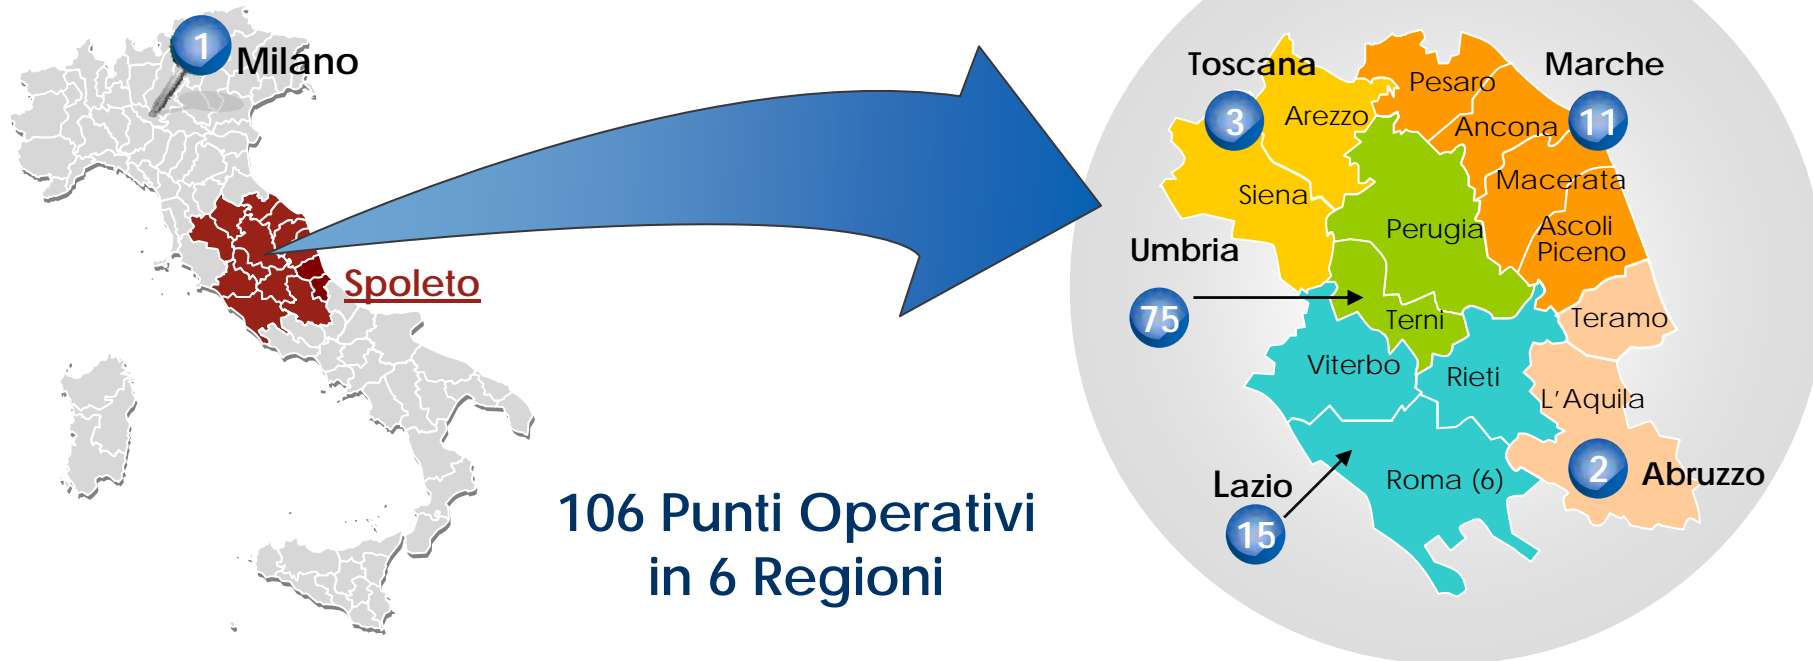 1
Milano
Spoleto
106 Punti Operativi
in 6 Regioni
Toscana
3
Arezzo
Siena
Pesaro
Marche
11
Ancona
Macerata
Ascoli
Piceno
Umbria
75
Perugia
Terni
Teramo
Viterbo
Rieti
L'Aquila
2
Abruzzo
Lazio
15
Roma (6)